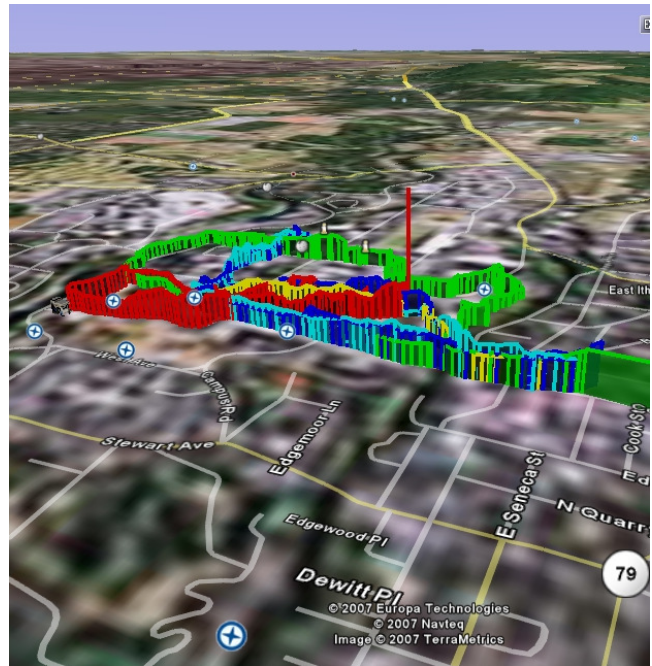 East Ith
West Ave
Campus Rd
Stewart Ave
Edgemoor Ln
Cook St
Ed
N Quarry
E Seneca St
Edgewood Pl
79
Dewitt Pl
© 2007 Europa Technologies
© 2007 Navteq
Image © 2007 TerraMetrics